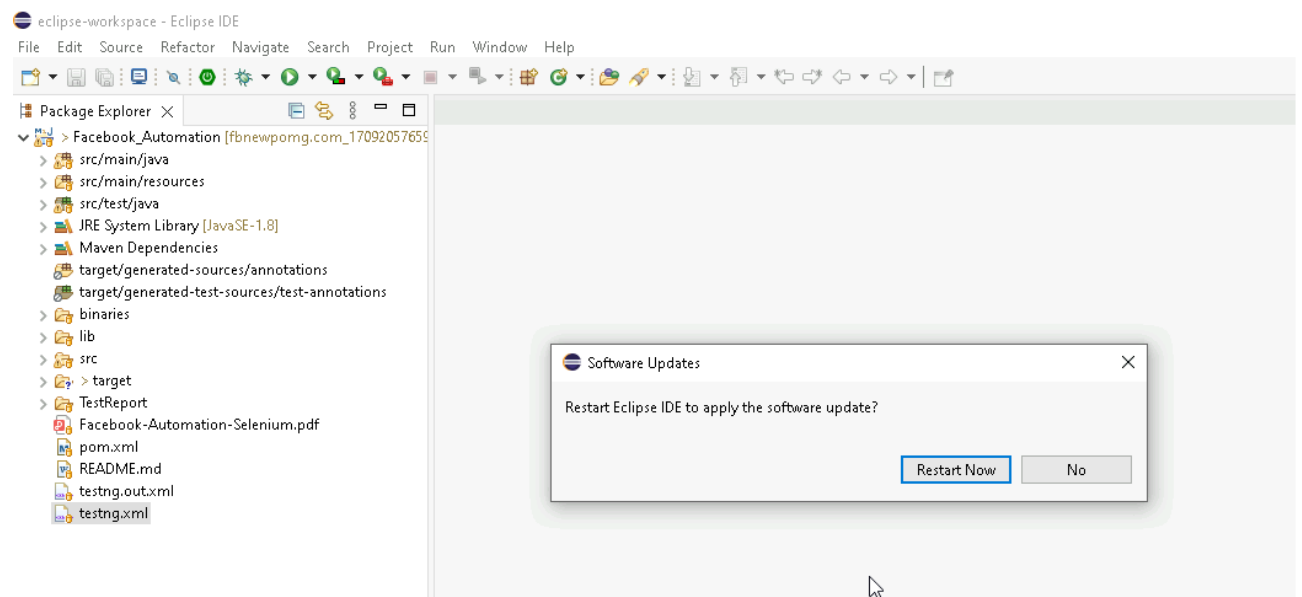 eclipse-workspace - Eclipse IDE
File Edit Source Refactor Navigate Search Project Run Window Help
Package Explorer
> Facebook_Automation [fbnewpomg.com_17092057659
src/main/java
src/main/resources
src/test/java
JRE System Library [JavaSE-1.8]
Maven Dependencies
target/generated-sources/annotations
target/generated-test-sources/test-annotations
binaries
lib
src
> target
TestReport
Facebook-Automation-Selenium.pdf
pom.xml
README.md
testng.out.xml
testng.xml
Software Updates
Restart Eclipse IDE to apply the software update?
Restart Now
No